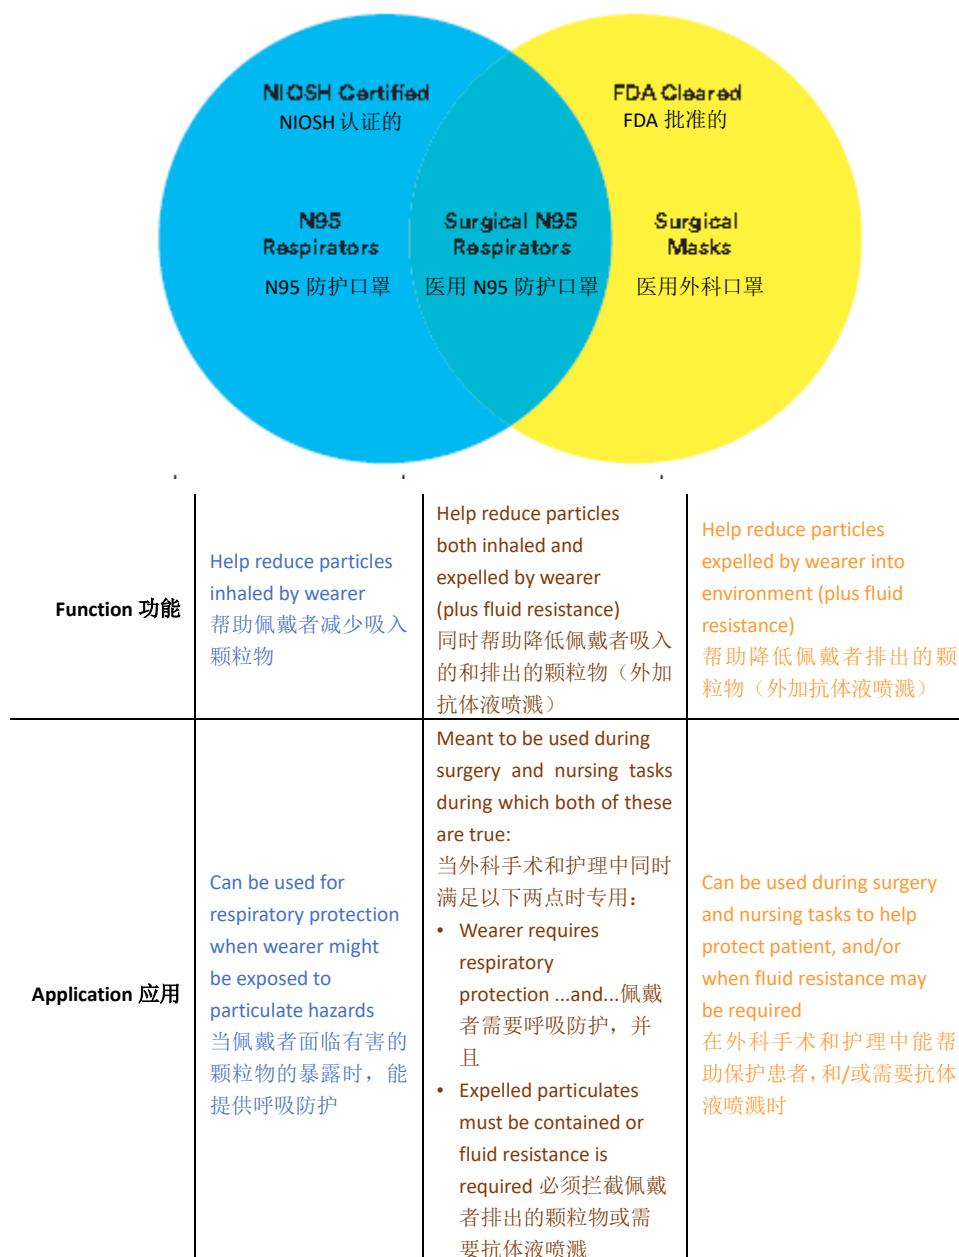 NIOSH Certified
NIOSH 认证的
FDA Cleared
FDA 批准的
N95
Respirators
N95 防护口罩
Surgical N95
Respirators
医用 N95 防护口罩
Surgical
Masks
医用外科口罩
Function 功能
Help reduce particles
inhaled by wearer
帮助佩戴者减少吸入
颗粒物
Help reduce particles
both inhaled and
expelled by wearer
(plus fluid resistance)
同时帮助降低佩戴者吸入
的和排出的颗粒物（外加
抗体液喷溅）
Help reduce particles
expelled by wearer into
environment (plus fluid
resistance)
帮助降低佩戴者排出的颗
粒物（外加抗体液喷溅）
Application 应用
Can be used for
respiratory protection
when wearer might
be exposed to
particulate hazards
当佩戴者面临有害的
颗粒物的暴露时，能
提供呼吸防护
Meant to be used during
surgery and nursing tasks
during which both of these
are true:
当外科手术和护理中同时
满足以下两点时专用：
• Wearer requires
respiratory
protection ...and...佩戴
者需要呼吸防护，并
且
• Expelled particulates
must be contained or
fluid resistance is
required 必须拦截佩戴
者排出的颗粒物或需
要抗体液喷溅
Can be used during surgery
and nursing tasks to help
protect patient, and/or
when fluid resistance may
be required
在外科手术和护理中能帮
助保护患者，和/或需要抗体
液喷溅时